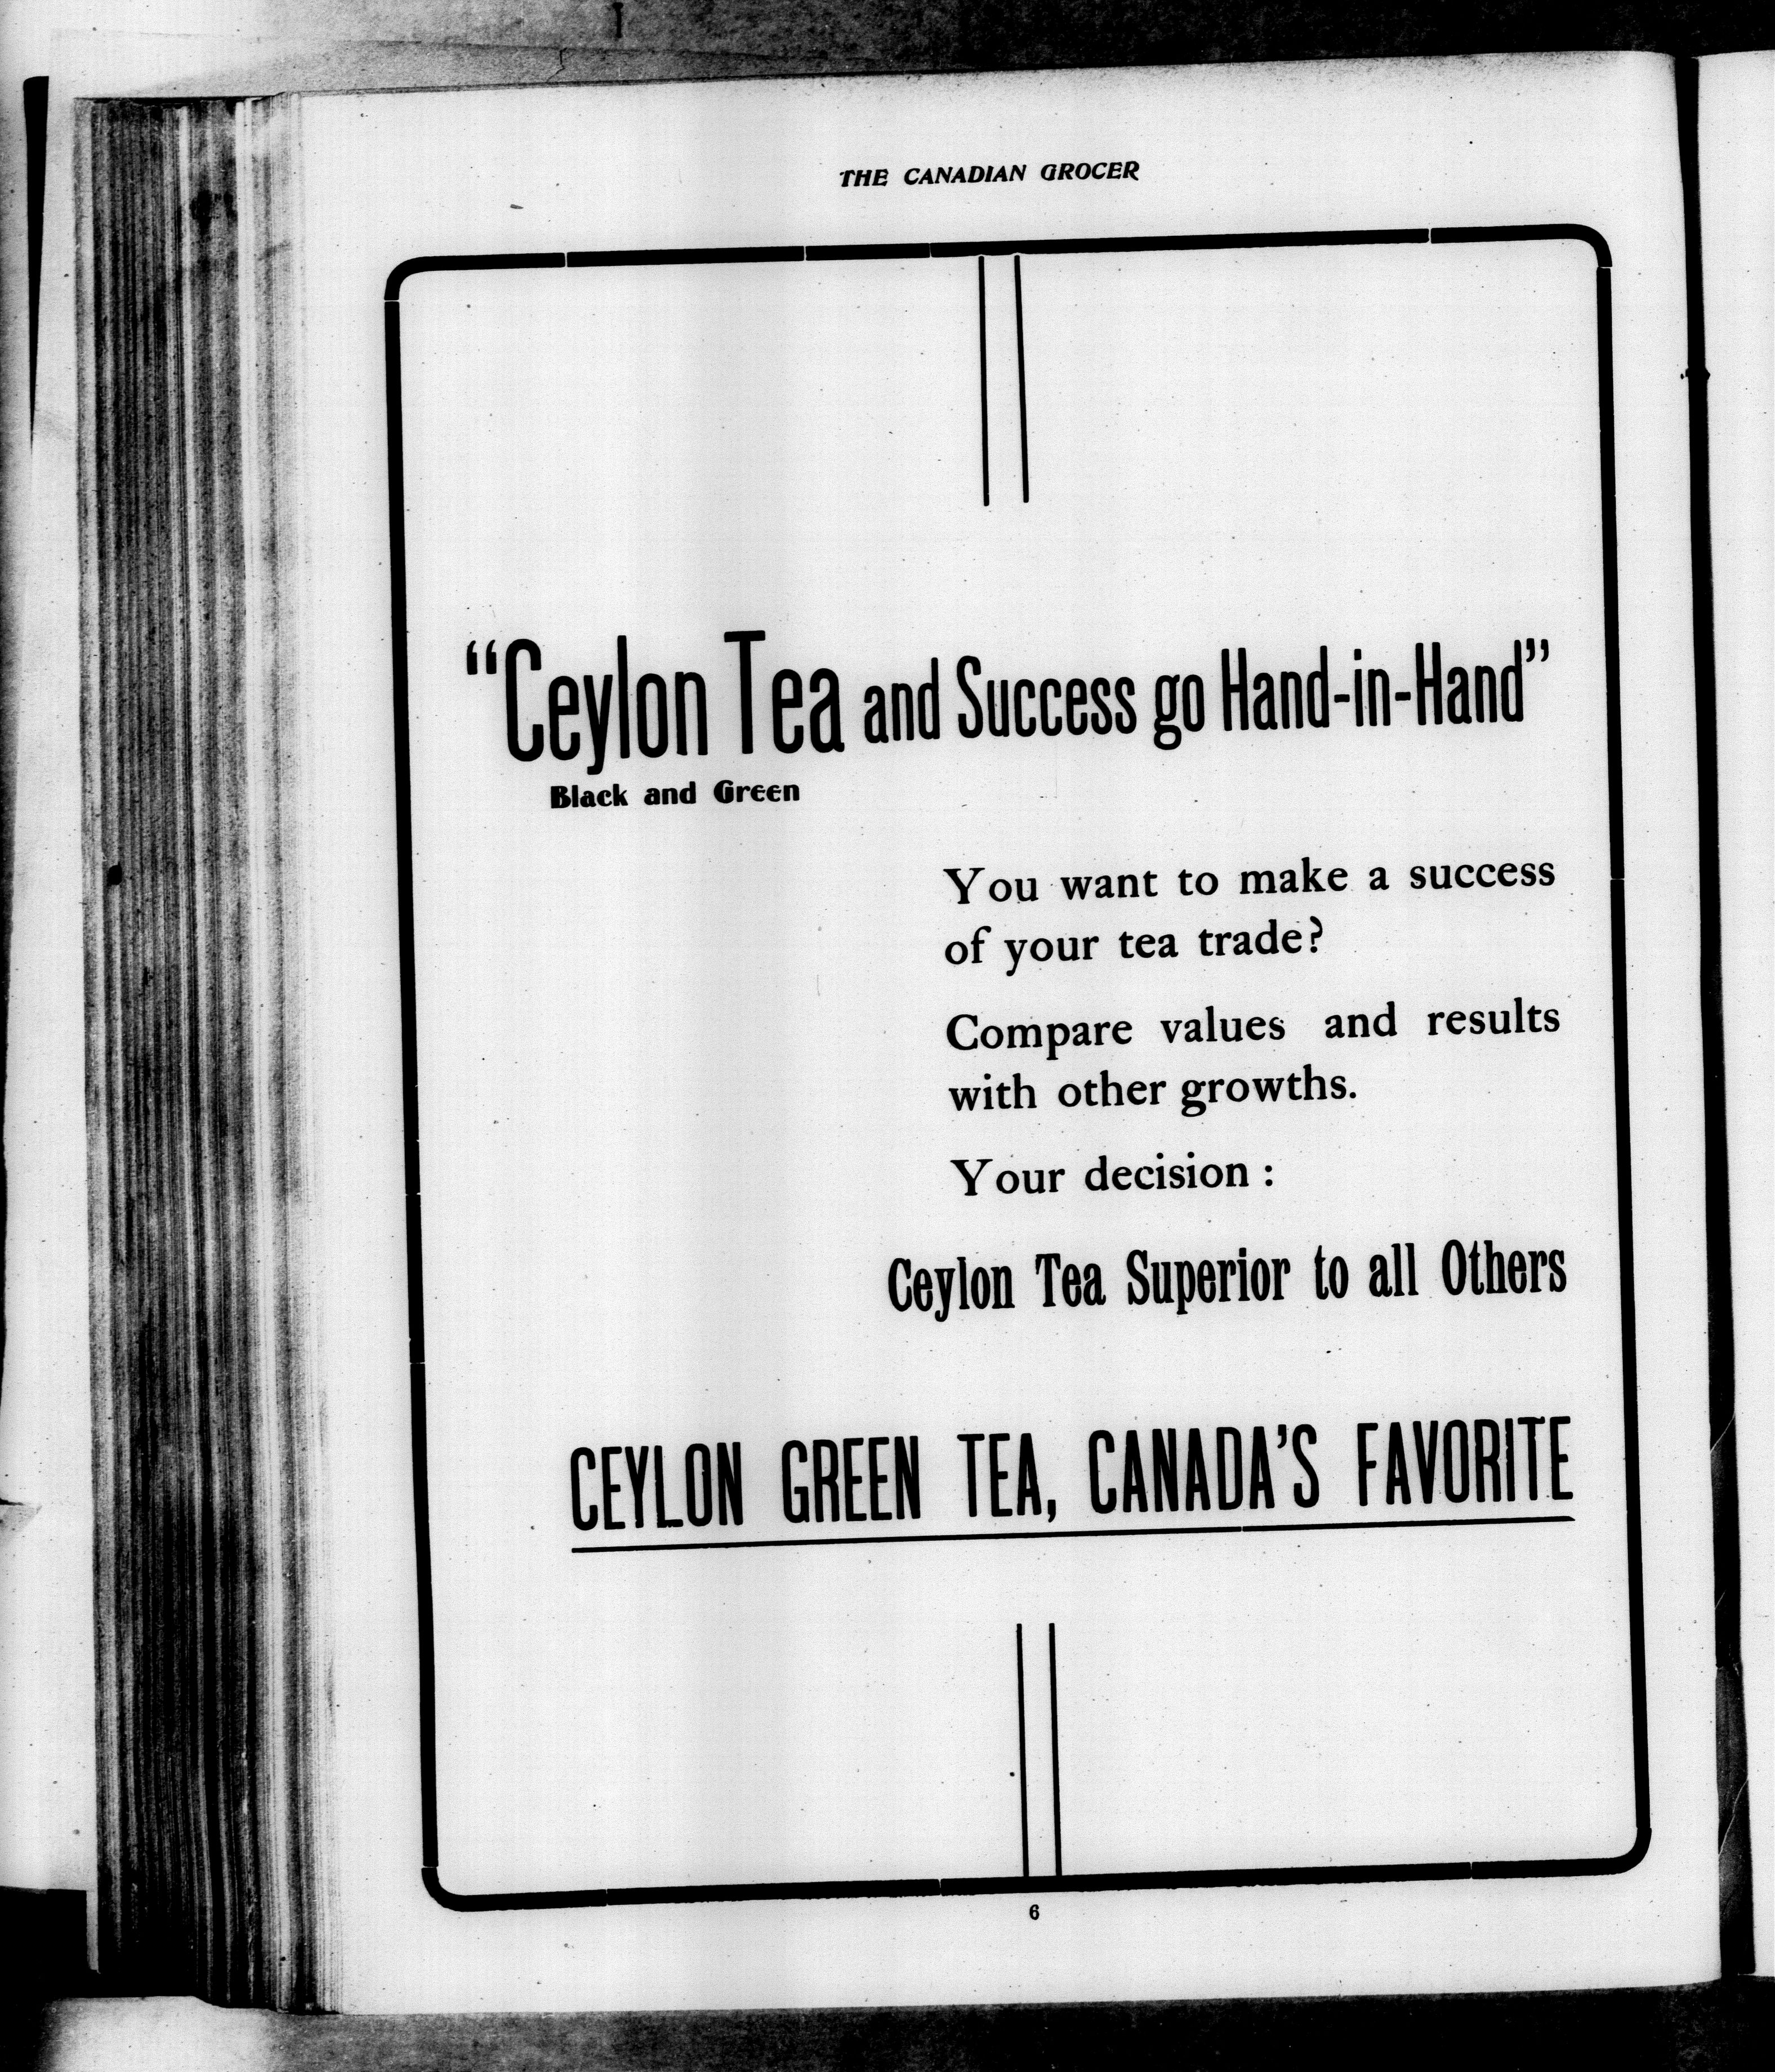 THE CANADIAN GROCER
“Ceylon Tea and Success go Hand-in-Hand”
Black and Green
You want to make a success
of your tea trade?
Compare values and results
with other growths.
Your decision :
Ceylon Tea Superior to all Others
CEYLON GREEN TEA, CANADA'S FAVORITE
6